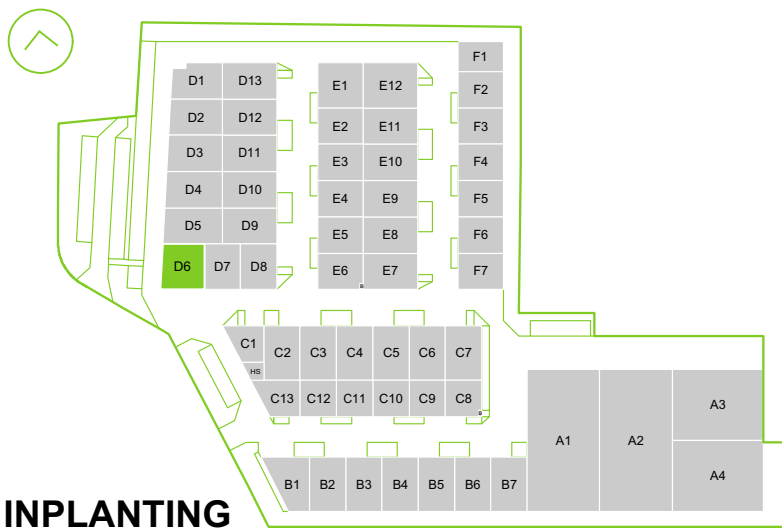 F1
D1 D13 E1 E12 F2
D2 D12 E2 E11 F3
D3 D11 E3 E10 F4
D4 D10 E4 E9 F5
D5 D9 E5 E8 F6
D6 D7 D8 E6 E7 F7
C1 C2 C3 C4 C5 C6 C7
HS
C13 C12 C11 C10 C9 C8
A1 A2 A3
A4
B1 B2 B3 B4 B5 B6 B7
INPLANTING